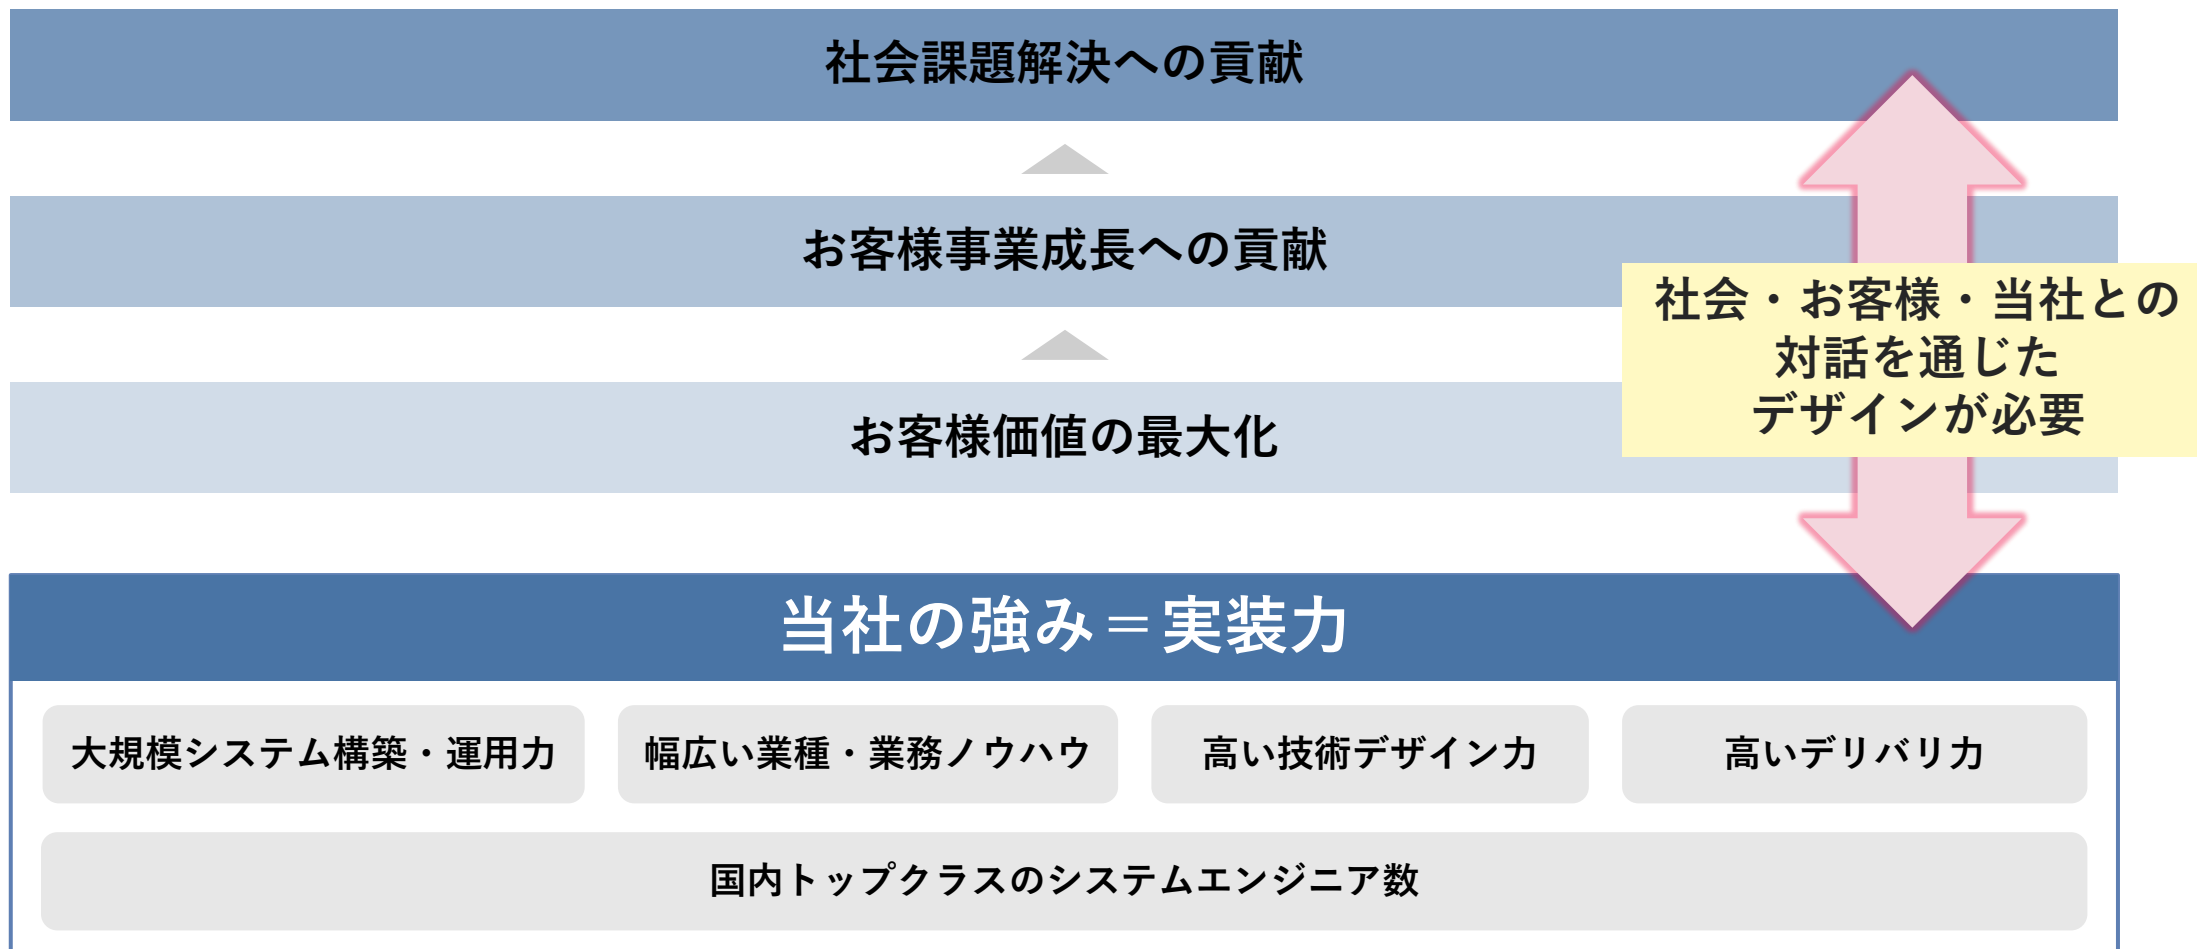 社会課題解決への貢献
お客様事業成長への貢献
社会・お客様・当社との
対話を通じた
デザインが必要
お客様価値の最大化
当社の強み＝実装力
大規模システム構築・運用力
幅広い業種・業務ノウハウ
高い技術デザイン力
高いデリバリ力
国内トップクラスのシステムエンジニア数